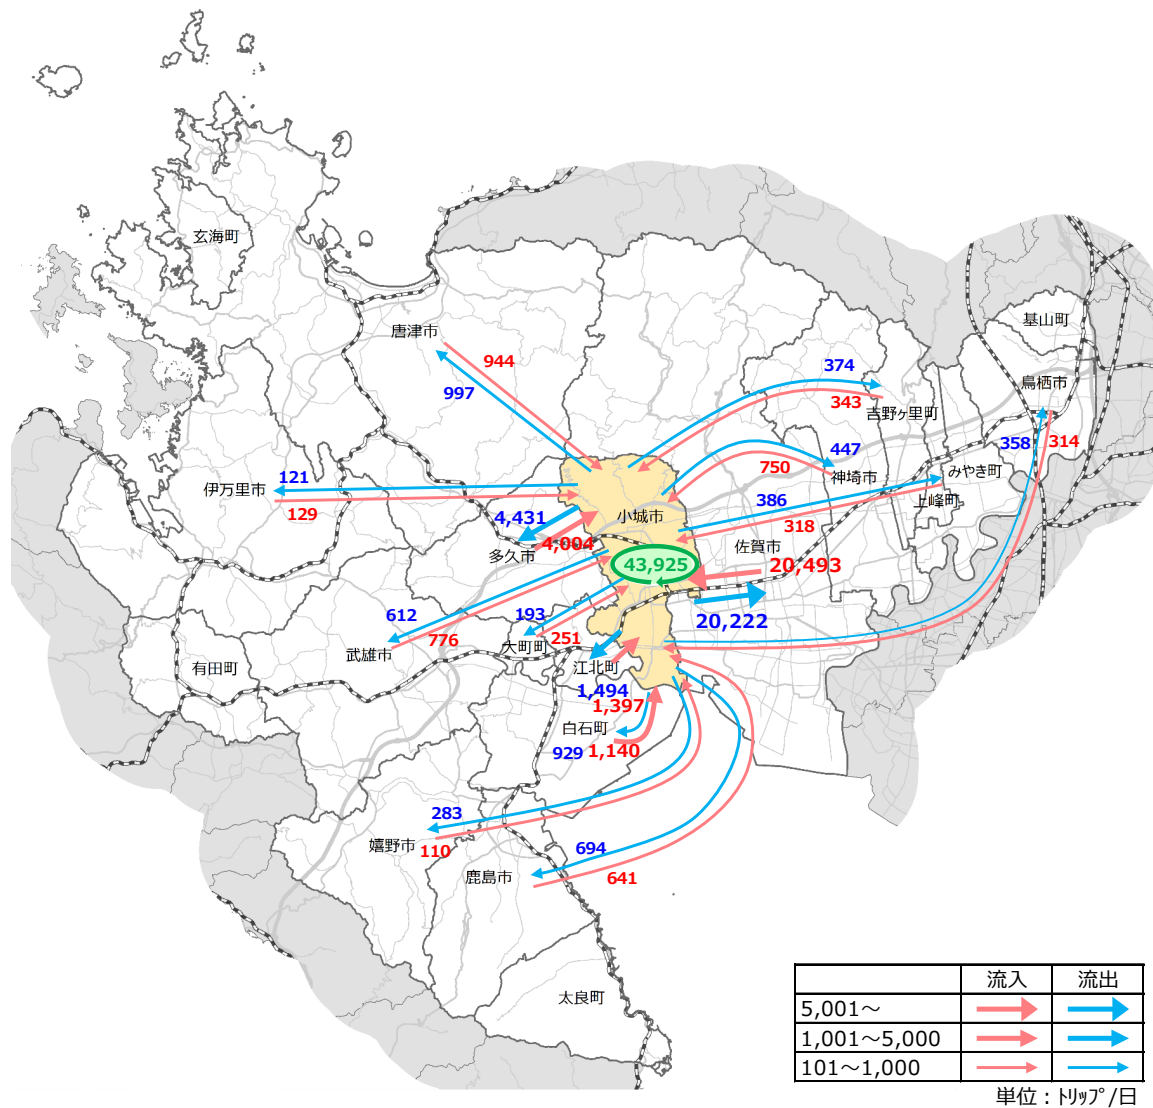 玄海町
基山町
唐津市
944
374
鳥栖市
997
343
吉野ヶ里町
358
314
447
121
750
神埼市
みやき町
伊万里市
386
上峰町
129
4,431
小城市
318
4,004
多久市
佐賀市
43,925
20,493
612
193
20,222
776
251
武雄市
大町町
有田町
江北町
1,494
1,397
白石町
929
1,140
283
嬉野市
110
694
鹿島市
641
太良町
流入 流出
5,001～
1,001～5,000
101～1,000
単位：ﾄﾘｯﾌﾟ/日